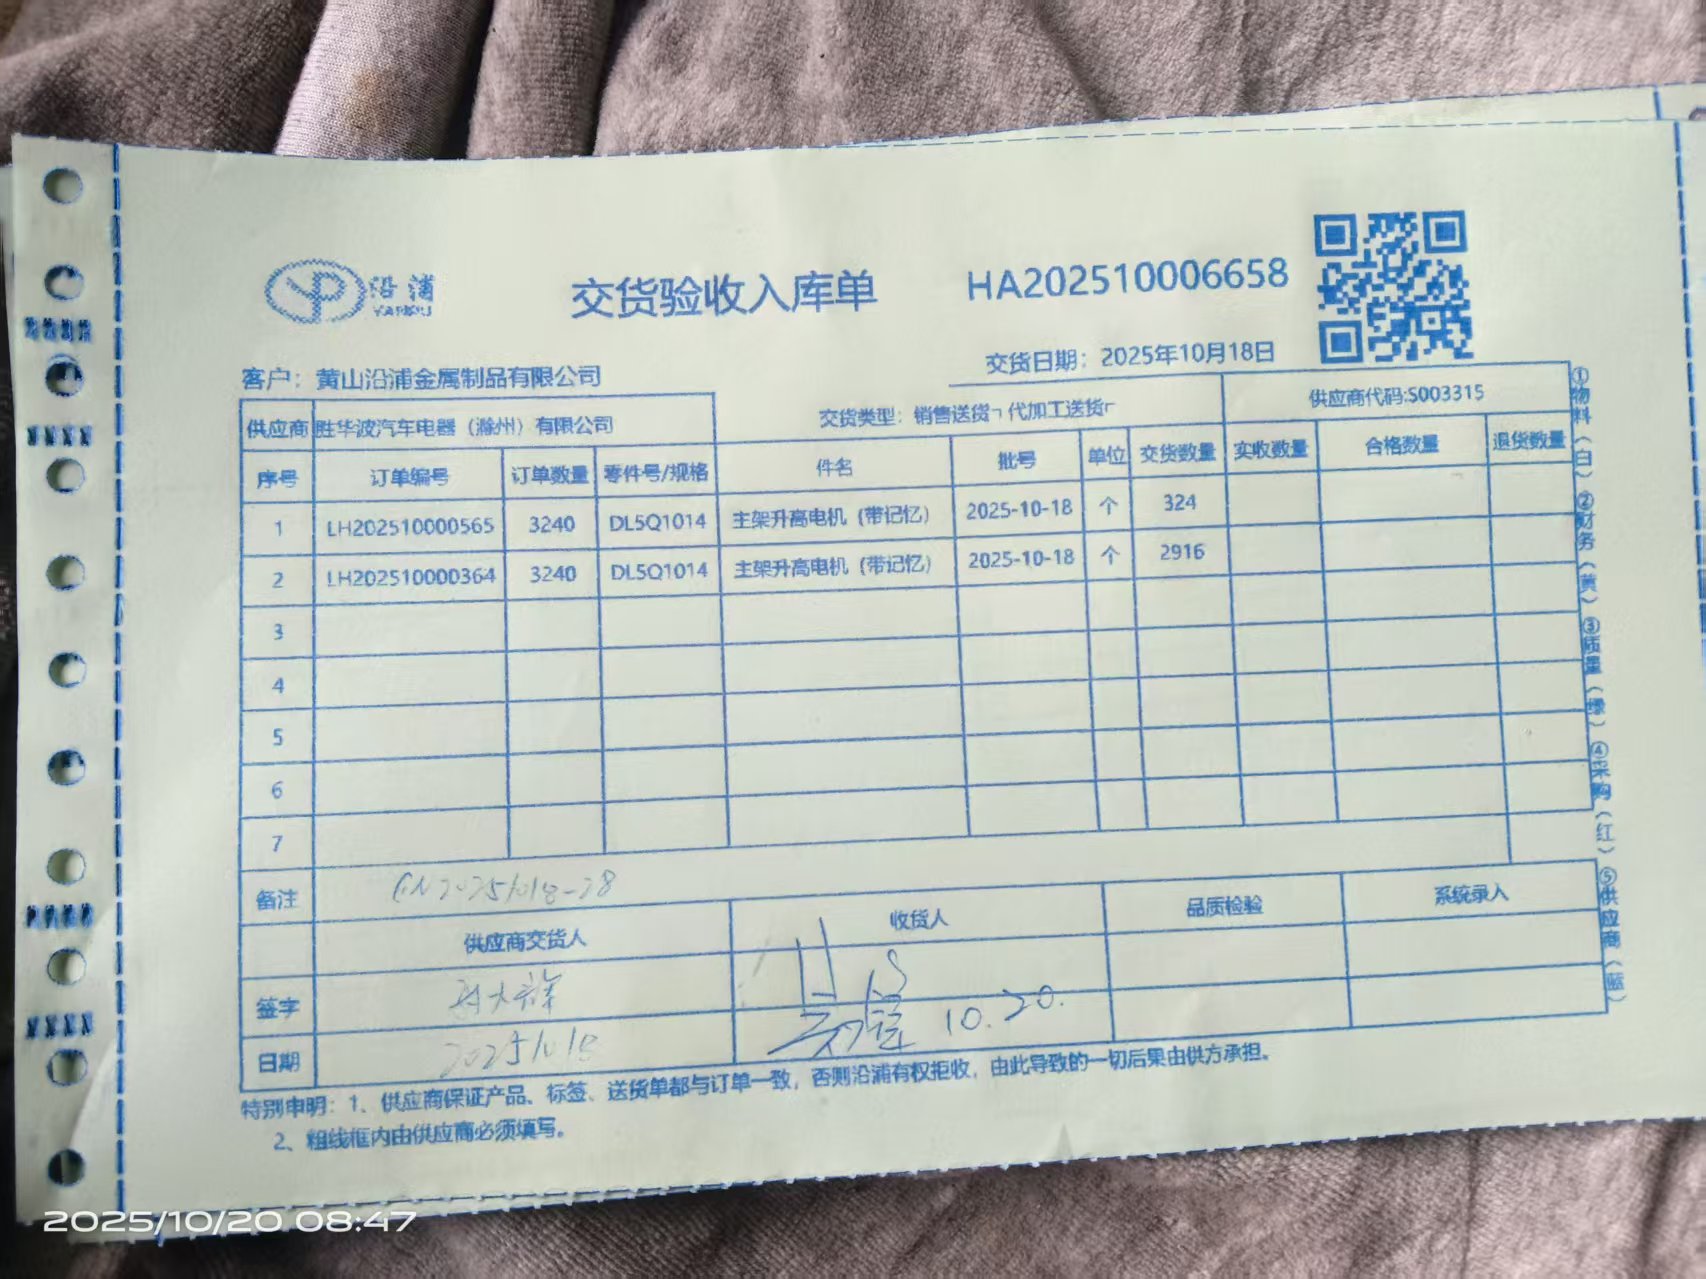 沿浦
YANPU
交货验收入库单
HA202510006658
客户：黄山沿浦金属制品有限公司
交货日期：2025年10月18日
供应商 胜华波汽车电器（滁州）有限公司 交货类型：销售送货 代加工送货 供应商代码:S003315
序号 订单编号 订单数量 零件号/规格 件名 批号 单位 交货数量 实收数量 合格数量 退货数量
1 LH202510000565 3240 DL5Q1014 主架升高电机（带记忆） 2025-10-18 个 324
2 LH202510000364 3240 DL5Q1014 主架升高电机（带记忆） 2025-10-18 个 2916
3
4
5
6
7
备注 20251018-28
供应商交货人 收货人 品质检验 系统录入
签字
日期 20251018 10.20.
特别申明：1、供应商保证产品、标签、送货单都与订单一致，否则沿浦有权拒收，由此导致的一切后果由供方承担。
2、粗线框内由供应商必须填写。
①物料（白）②财务（黄）③质量（绿）④采购（红）⑤供应商（蓝）
2025/10/20 08:47